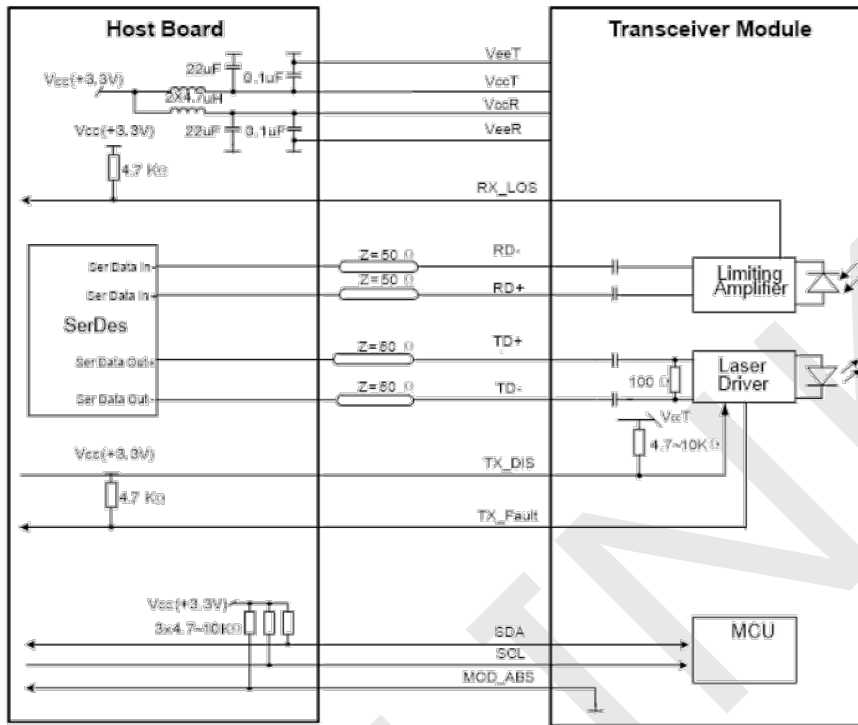 Host Board
Transceiver Module
VeeT
22uF
0.1uF
Vcc(+3.3V)
VccT
2X4.7uH
VccR
Vcc(+3.3V)
22uF
0.1uF
VeeR
4.7 KΩ
RX_LOS
Z=50 Ω
RD-
Ser Data In-
Limiting
Amplifier
Z=50 Ω
RD+
Ser Data In+
SerDes
Z=50 Ω
TD+
Ser Data Out+
100 Ω
Laser
Driver
Z=50 Ω
TD-
Ser Data Out-
VccT
Vcc(+3.3V)
4.7~10KΩ
TX_DIS
4.7 KΩ
TX_Fault
Vcc(+3.3V)
3x4.7~10KΩ
SDA
MCU
SCL
MOD_ABS